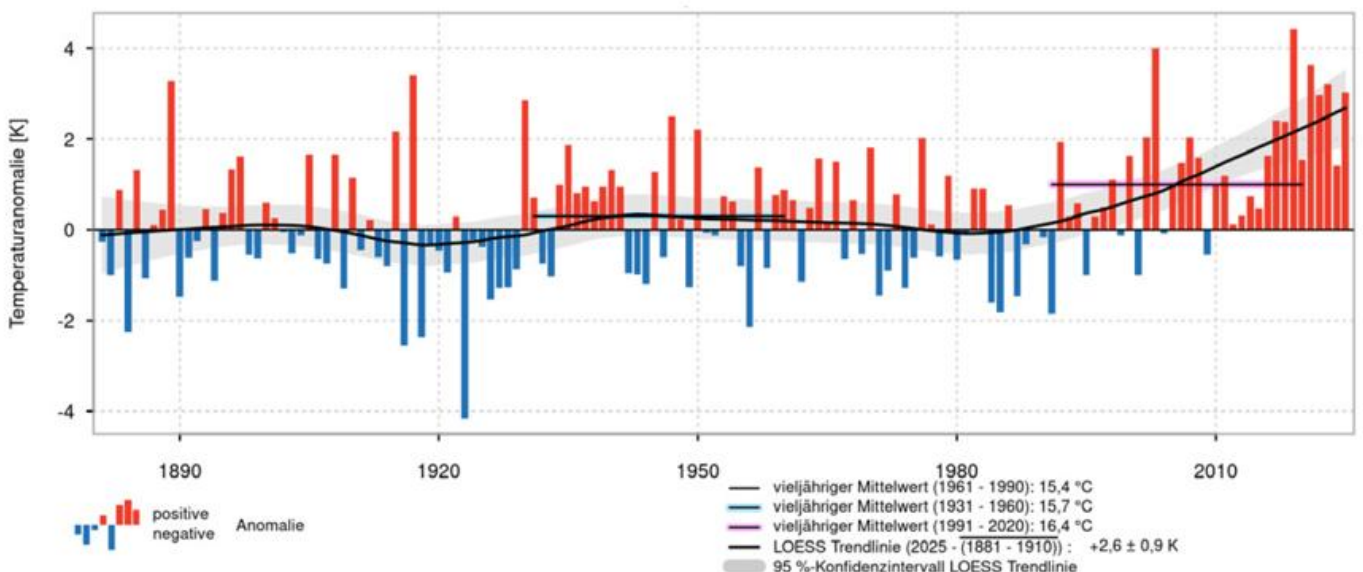 Temperaturanomalie [K]
4
2
0
-2
-4
1890 1920 1950 1980 2010
positive
negative
Anomalie
vieljähriger Mittelwert (1961 - 1990): 15,4 °C
vieljähriger Mittelwert (1931 - 1960): 15,7 °C
vieljähriger Mittelwert (1991 - 2020): 16,4 °C
LOESS Trendlinie (2025 - (1881 - 1910)) : +2,6 ± 0,9 K
95 %-Konfidenzintervall LOESS Trendlinie